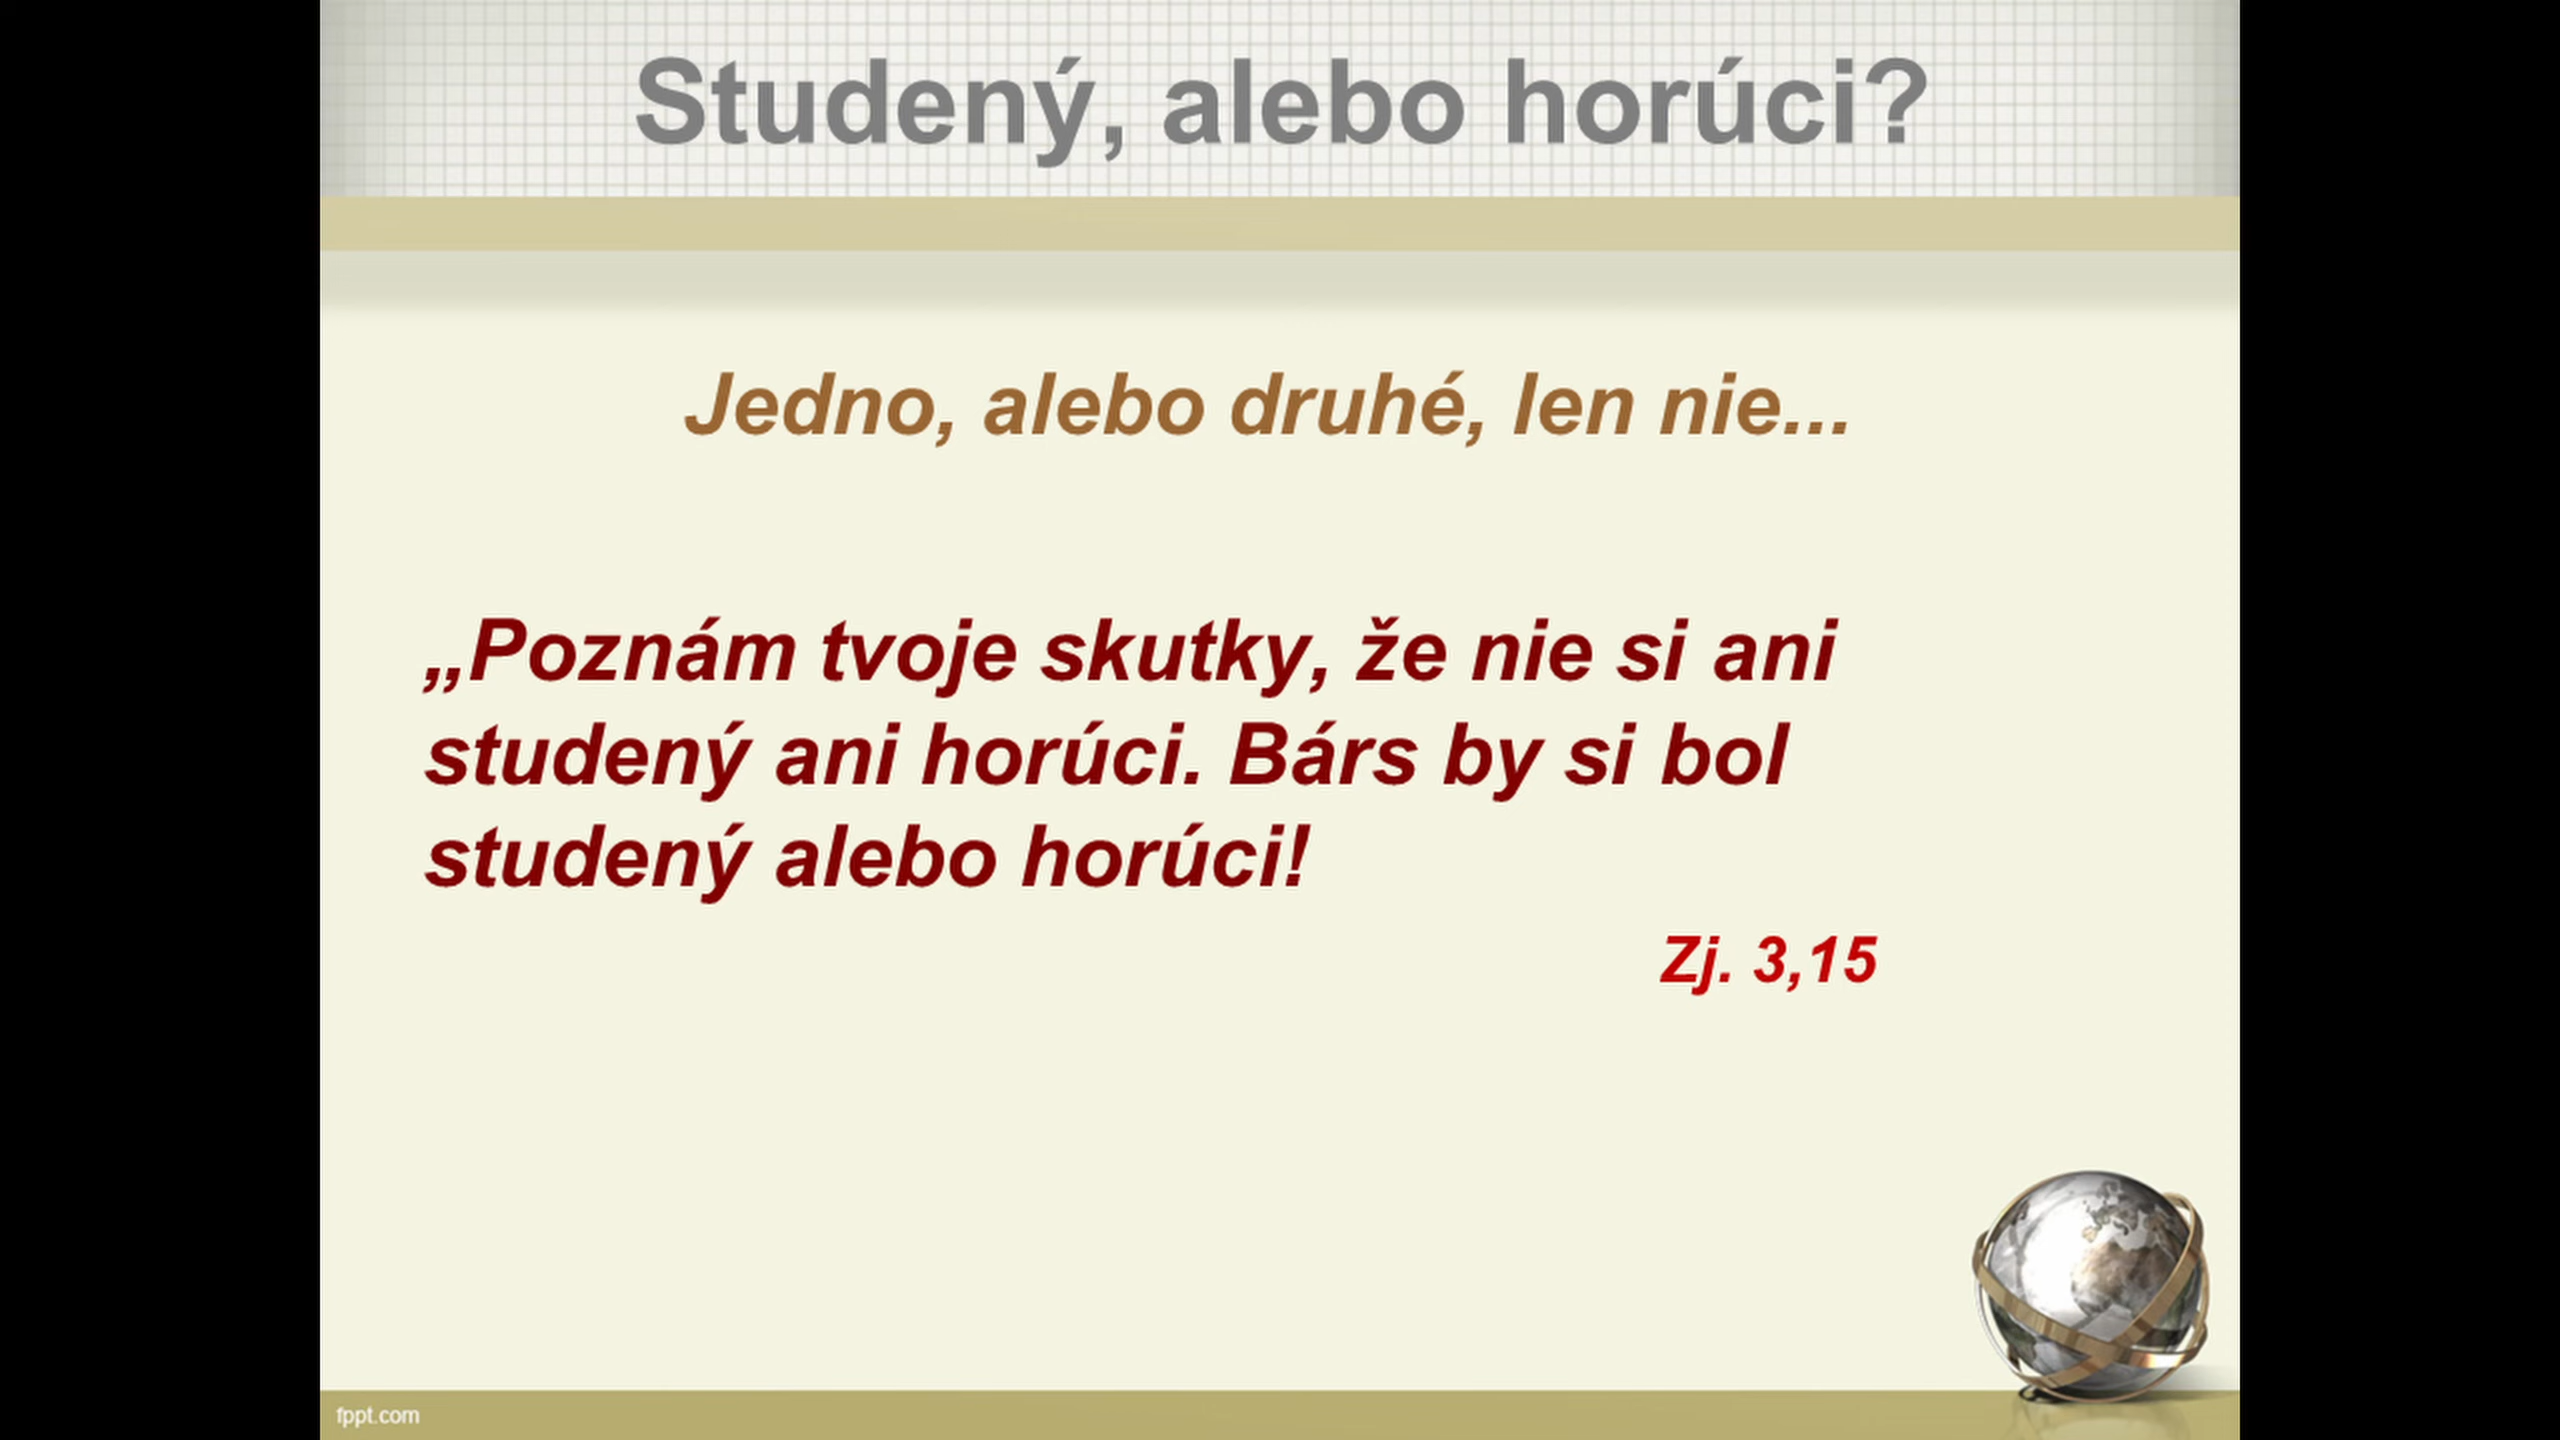 Studený, alebo horúci?
Jedno, alebo druhé, len nie...
„Poznám tvoje skutky, že nie si ani
studený ani horúci. Bárs by si bol
studený alebo horúci!
Zj. 3,15
fppt.com